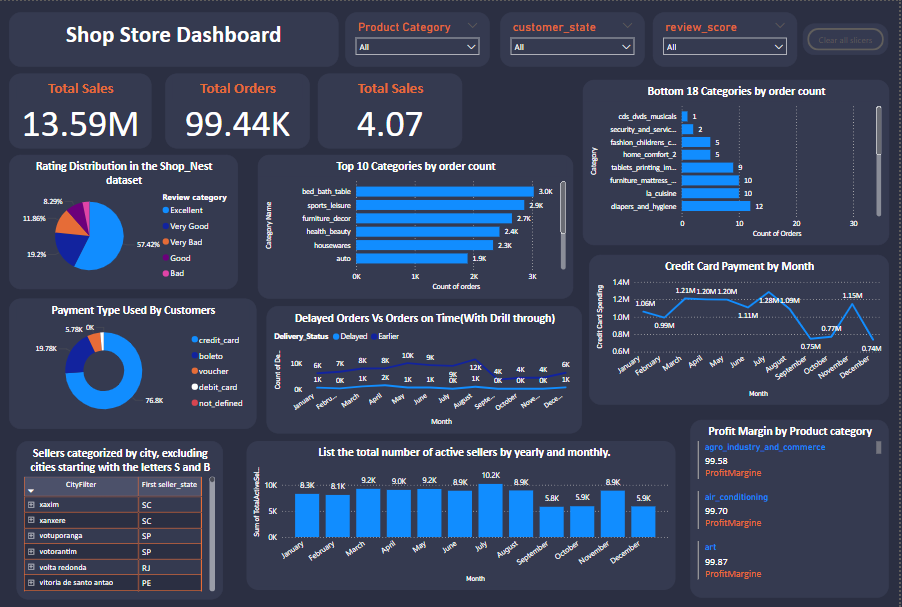 Shop Store Dashboard
Product Category
All
customer_state
All
review_score
All
Clear all slicers
Total Sales
13.59M
Total Orders
99.44K
Total Sales
4.07
Bottom 18 Categories by order count
Category
cds_dvds_musicals
security_and_servic...
fashion_childrens_c...
home_comfort_2
tablets_printing_im...
furniture_mattress_...
la_cuisine
diapers_and_hygiene
1
2
5
5
9
10
10
12
0
10
20
30
Count of Orders
Rating Distribution in the Shop_Nest
dataset
8.29%
11.86%
19.2%
57.42%
Review category
Excellent
Very Good
Very Bad
Good
Bad
Top 10 Categories by order count
Category Name
bed_bath_table
sports_leisure
furniture_decor
health_beauty
housewares
auto
3.0K
2.9K
2.7K
2.4K
2.3K
1.9K
0K
1K
2K
3K
Count of orders
Credit Card Payment by Month
Credit Card Spending
1.4M
1.2M
1.0M
0.8M
0.6M
1.06M
0.99M
1.21M
1.20M
1.20M
1.11M
1.28M
1.09M
0.75M
0.77M
1.15M
0.74M
January
February
March
April
May
June
July
August
September
October
November
December
Month
Payment Type Used By Customers
5.78K
0K
19.78K
76.8K
credit_card
boleto
voucher
debit_card
not_defined
Delayed Orders Vs Orders on Time(With Drill through)
Delivery_Status
Delayed
Earlier
Count of De...
10K
0K
6K
7K
8K
8K
10K
9K
9K
12K
4K
4K
4K
6K
1K
0K
1K
2K
1K
1K
0K
1K
0K
0K
0K
1K
January
Febru...
March
April
May
June
July
August
Septe...
October
Nove...
Dece...
Month
Sellers categorized by city, excluding
cities starting with the letters S and B
CityFilter
First seller_state
xaxim
SC
xanxere
SC
votuporanga
SP
votorantim
SP
volta redonda
RJ
vitoria de santo antao
PE
List the total number of active sellers by yearly and monthly.
Sum of TotalActiveSel...
10K
5K
0K
8.3K
8.1K
9.2K
9.0K
9.2K
8.9K
10.2K
8.9K
5.8K
5.9K
8.9K
5.9K
January
February
March
April
May
June
July
August
September
October
November
December
Month
Profit Margin by Product category
agro_industry_and_commerce
99.58
ProfitMargine
air_conditioning
99.70
ProfitMargine
art
99.87
ProfitMargine